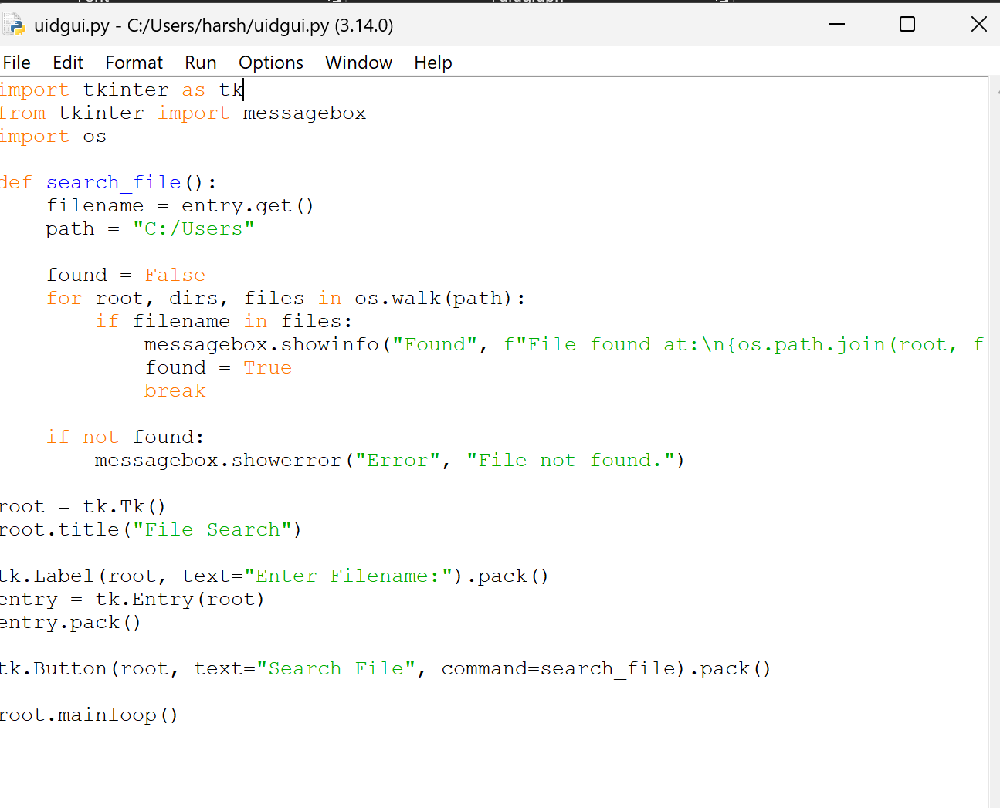 uidgui.py - C:/Users/harsh/uidgui.py (3.14.0)
File Edit Format Run Options Window Help
import tkinter as tk
from tkinter import messagebox
import os
def search_file():
    filename = entry.get()
    path = "C:/Users"
    found = False
    for root, dirs, files in os.walk(path):
        if filename in files:
            messagebox.showinfo("Found", f"File found at:\n{os.path.join(root, f
            found = True
            break
    if not found:
        messagebox.showerror("Error", "File not found.")
root = tk.Tk()
root.title("File Search")
tk.Label(root, text="Enter Filename:").pack()
entry = tk.Entry(root)
entry.pack()
tk.Button(root, text="Search File", command=search_file).pack()
root.mainloop()